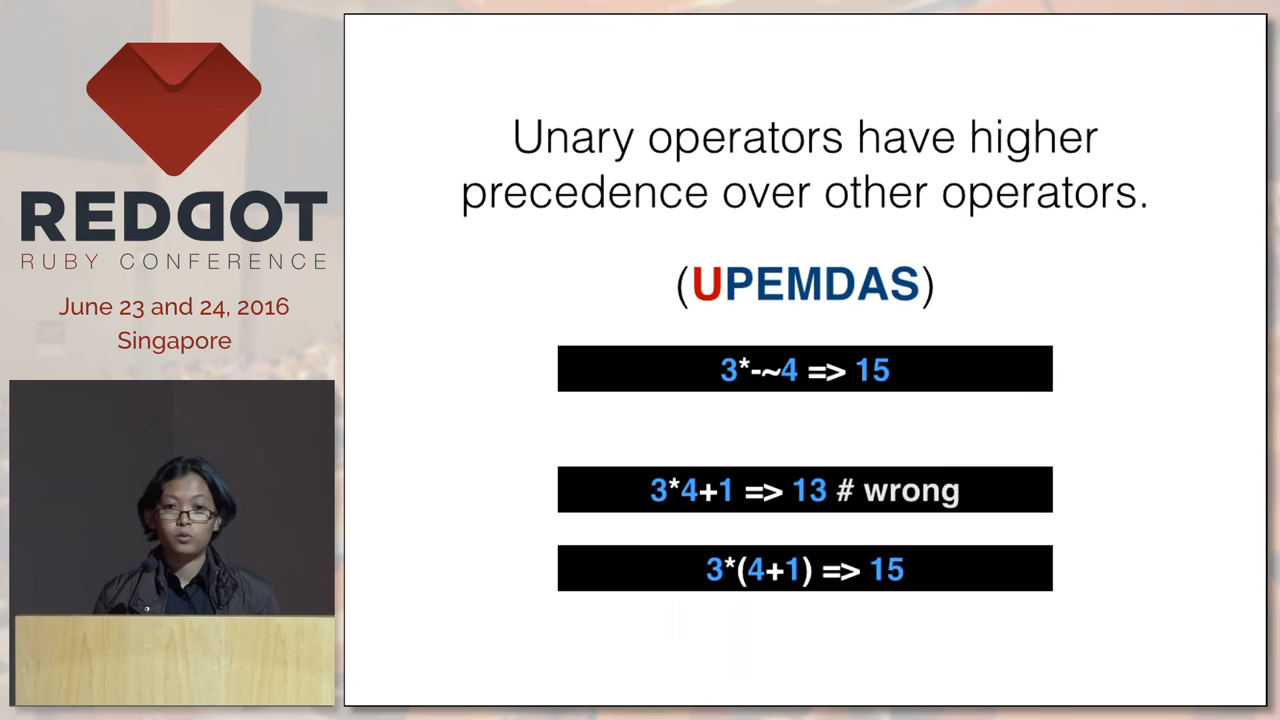 REDDOT
RUBY CONFERENCE
June 23 and 24, 2016
Singapore
Unary operators have higher
precedence over other operators.
(UPEMDAS)
3*-~4 => 15
3*4+1 => 13 # wrong
3*(4+1) => 15